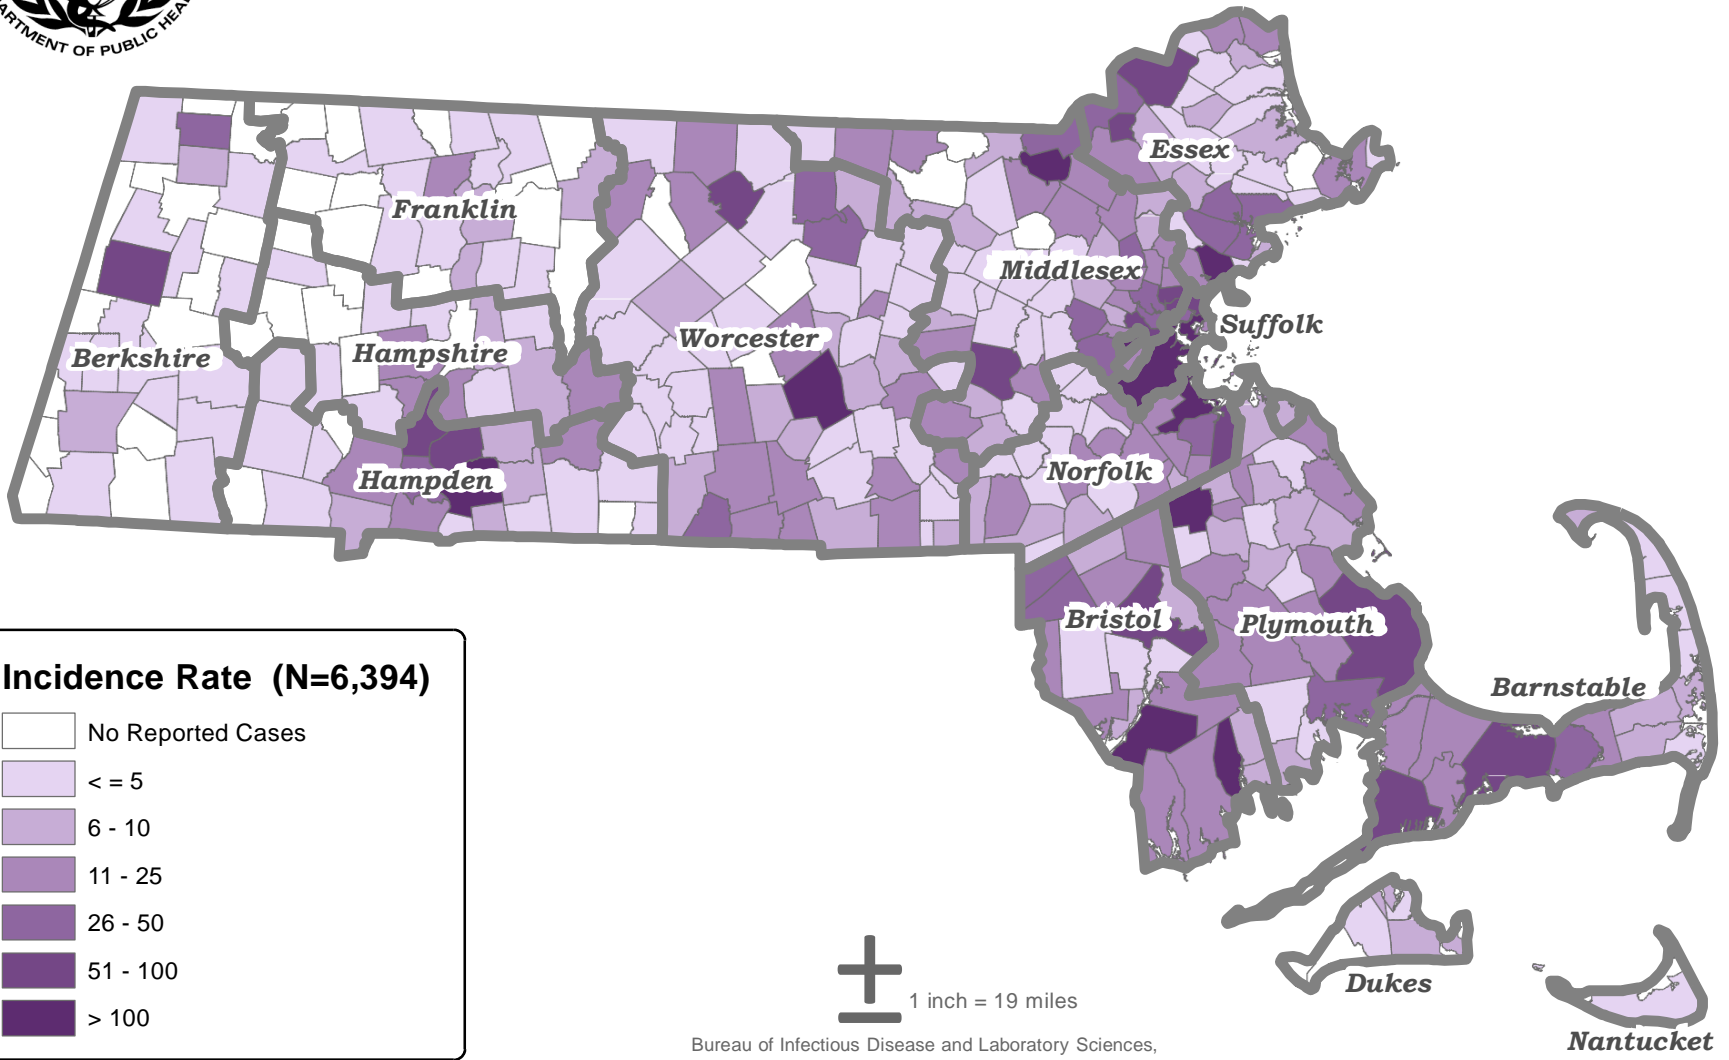 ARTMENT OF PUBLIC HEA
Essex
Franklin
Middlesex
Suffolk
Worcester
Hampshire
Berkshire
Norfolk
Hampden
Bristol
Plymouth
Barnstable
Incidence Rate (N=6,394)
No Reported Cases
< = 5
6 - 10
11 - 25
26 - 50
51 - 100
> 100
1 inch = 19 miles
Dukes
Nantucket
Bureau of Infectious Disease and Laboratory Sciences,